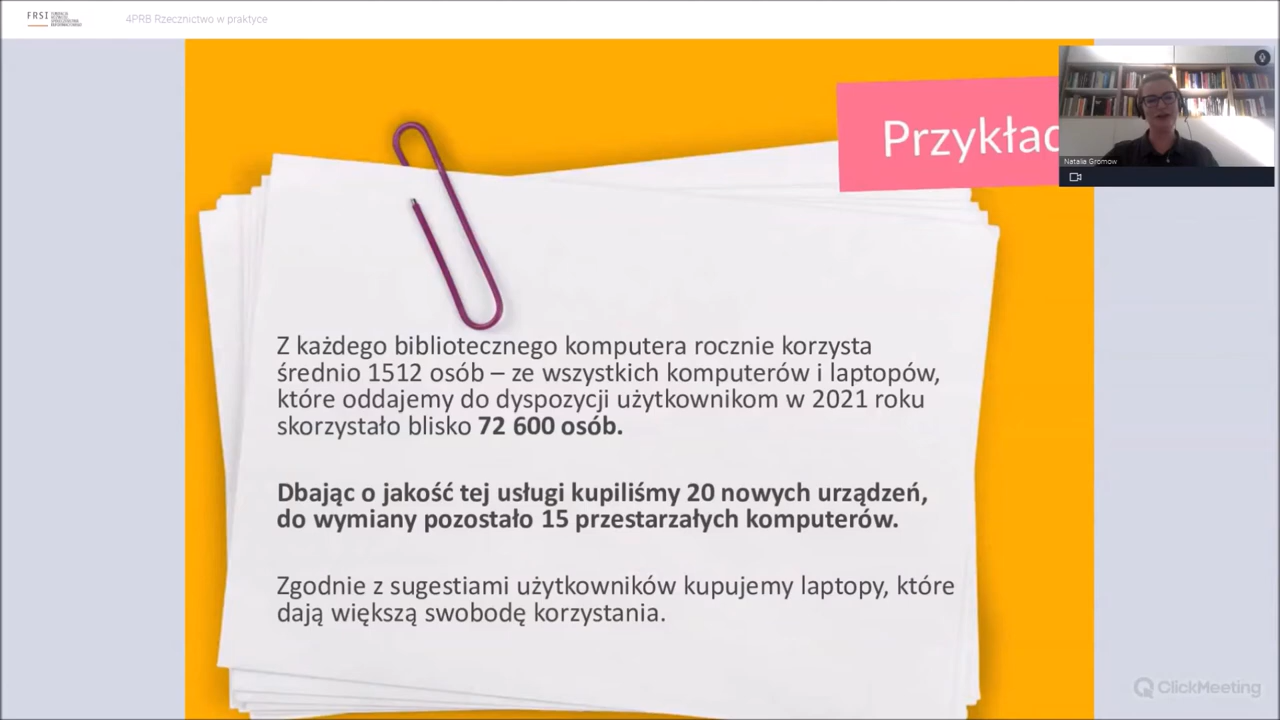 FRSI
4PRB Rzecznictwo w praktyce
Przykład
Natalia Gromow
Z każdego bibliotecznego komputera rocznie korzysta
średnio 1512 osób – ze wszystkich komputerów i laptopów,
które oddajemy do dyspozycji użytkownikom w 2021 roku
skorzystało blisko 72 600 osób.
Dbając o jakość tej usługi kupiliśmy 20 nowych urządzeń,
do wymiany pozostało 15 przestarzałych komputerów.
Zgodnie z sugestiami użytkowników kupujemy laptopy, które
dają większą swobodę korzystania.
ClickMeeting